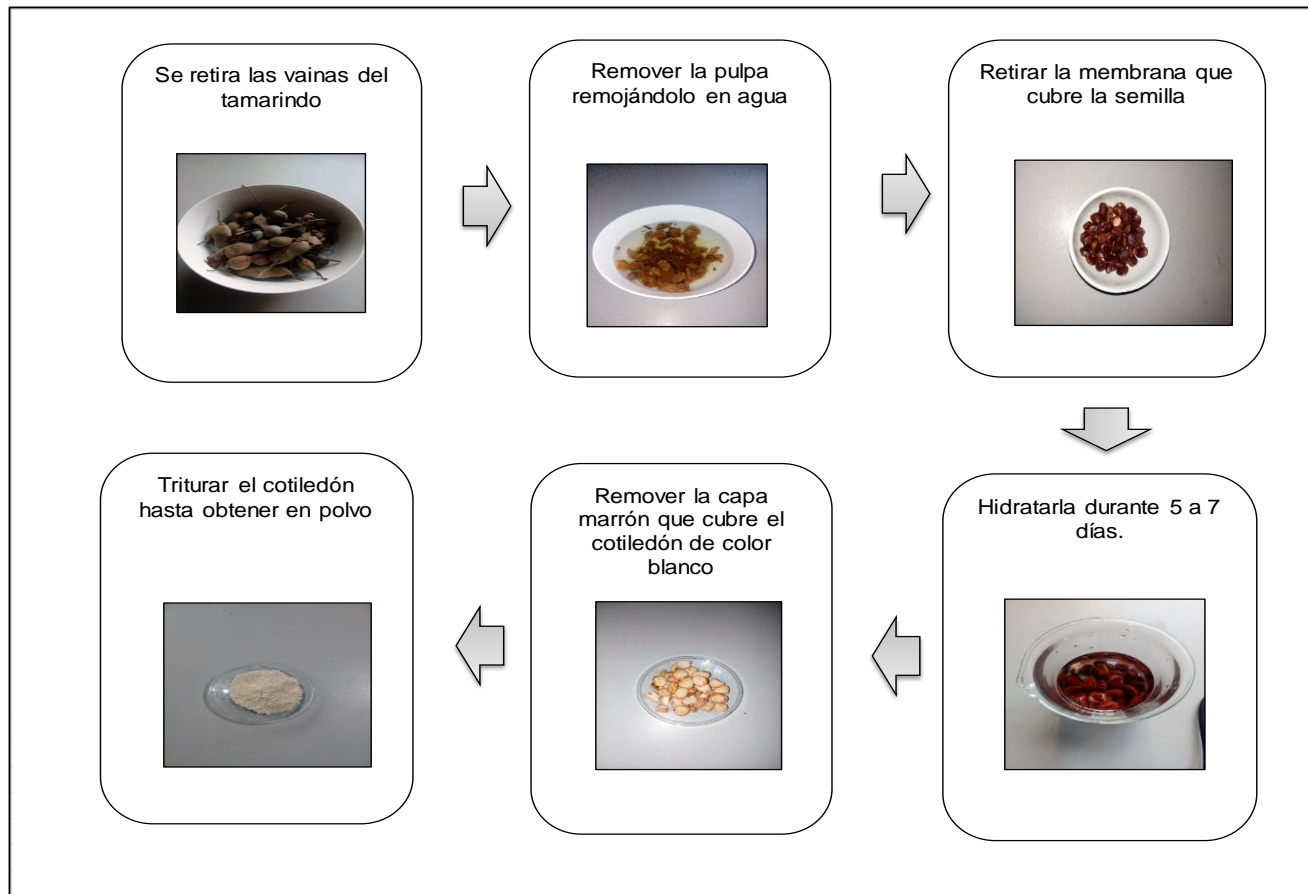 Se retira las vainas del
tamarindo
Remover la pulpa
remojándolo en agua
Retirar la membrana que
cubre la semilla
Hidratarla durante 5 a 7
días.
Remover la capa
marrón que cubre el
cotiledón de color
blanco
Triturar el cotiledón
hasta obtener en polvo